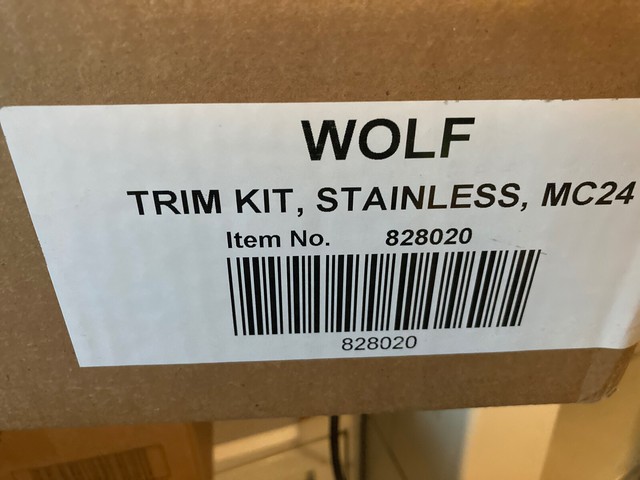 WOLF
TRIM KIT, STAINLESS, MC24
Item No. 828020
828020